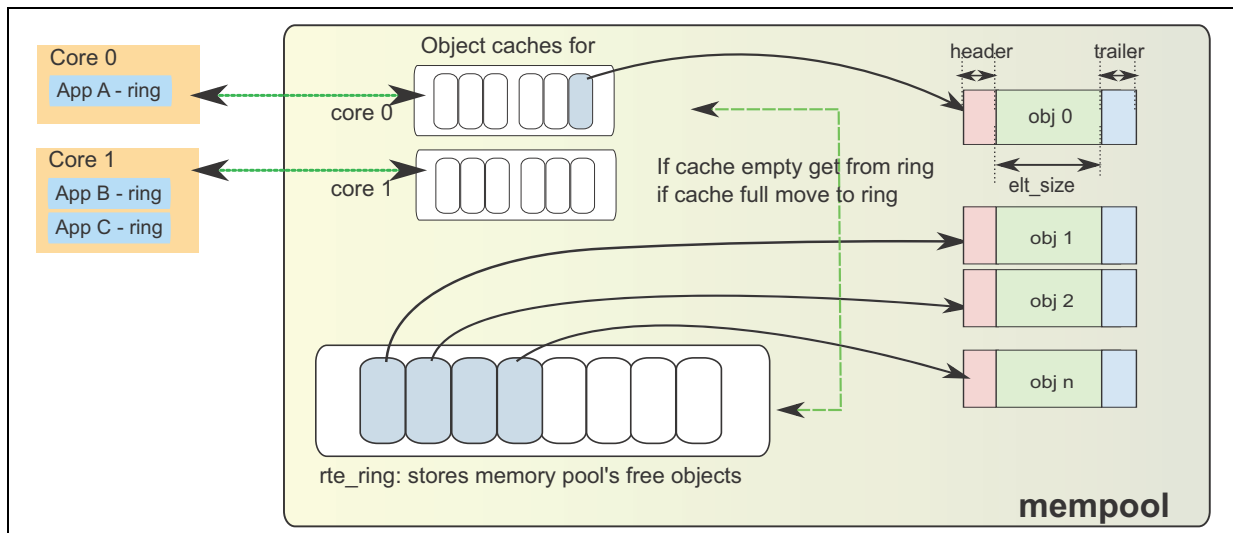 Core 0
App A - ring
Core 1
App B - ring
App C - ring
Object caches for
core 0
core 1
If cache empty get from ring
if cache full move to ring
header
trailer
obj 0
elt_size
obj 1
obj 2
obj n
rte_ring: stores memory pool's free objects
mempool